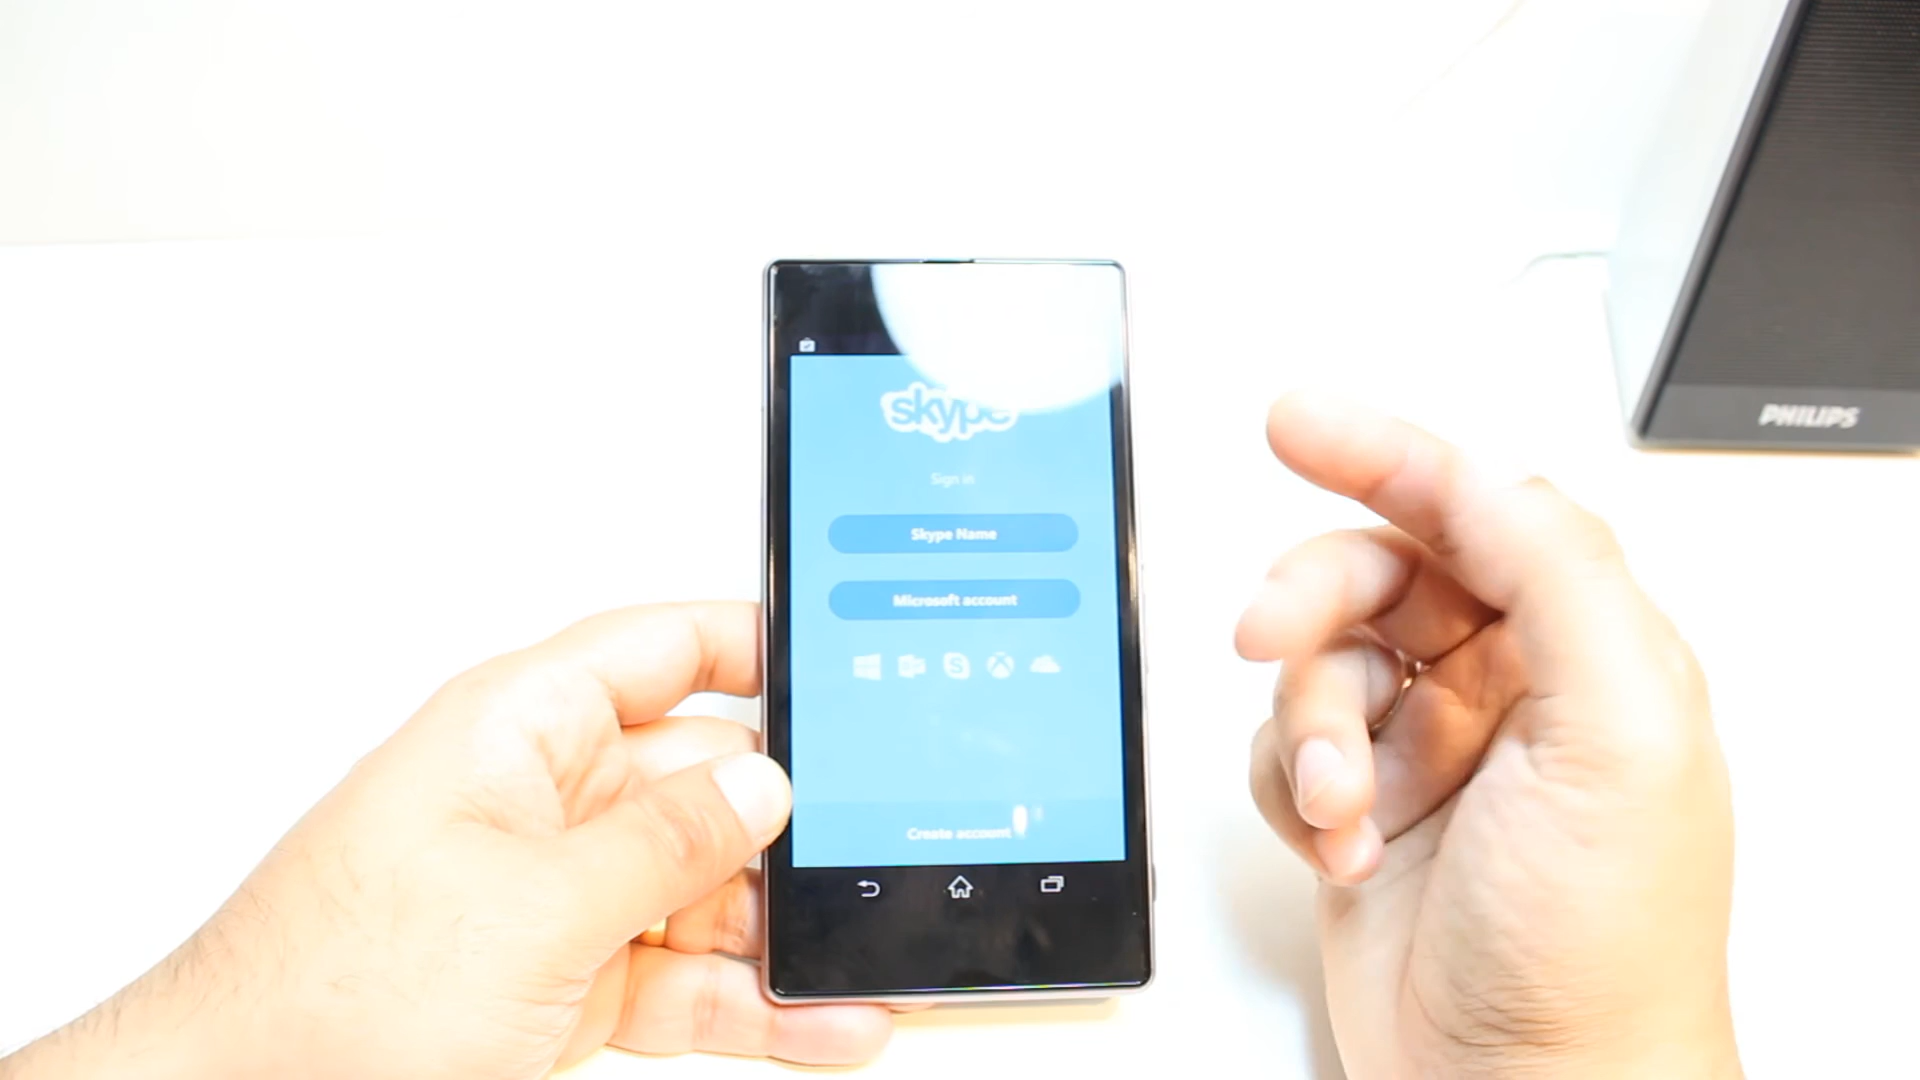 PHILIPS
skype
Sign in
Skype Name
Microsoft account
Create account